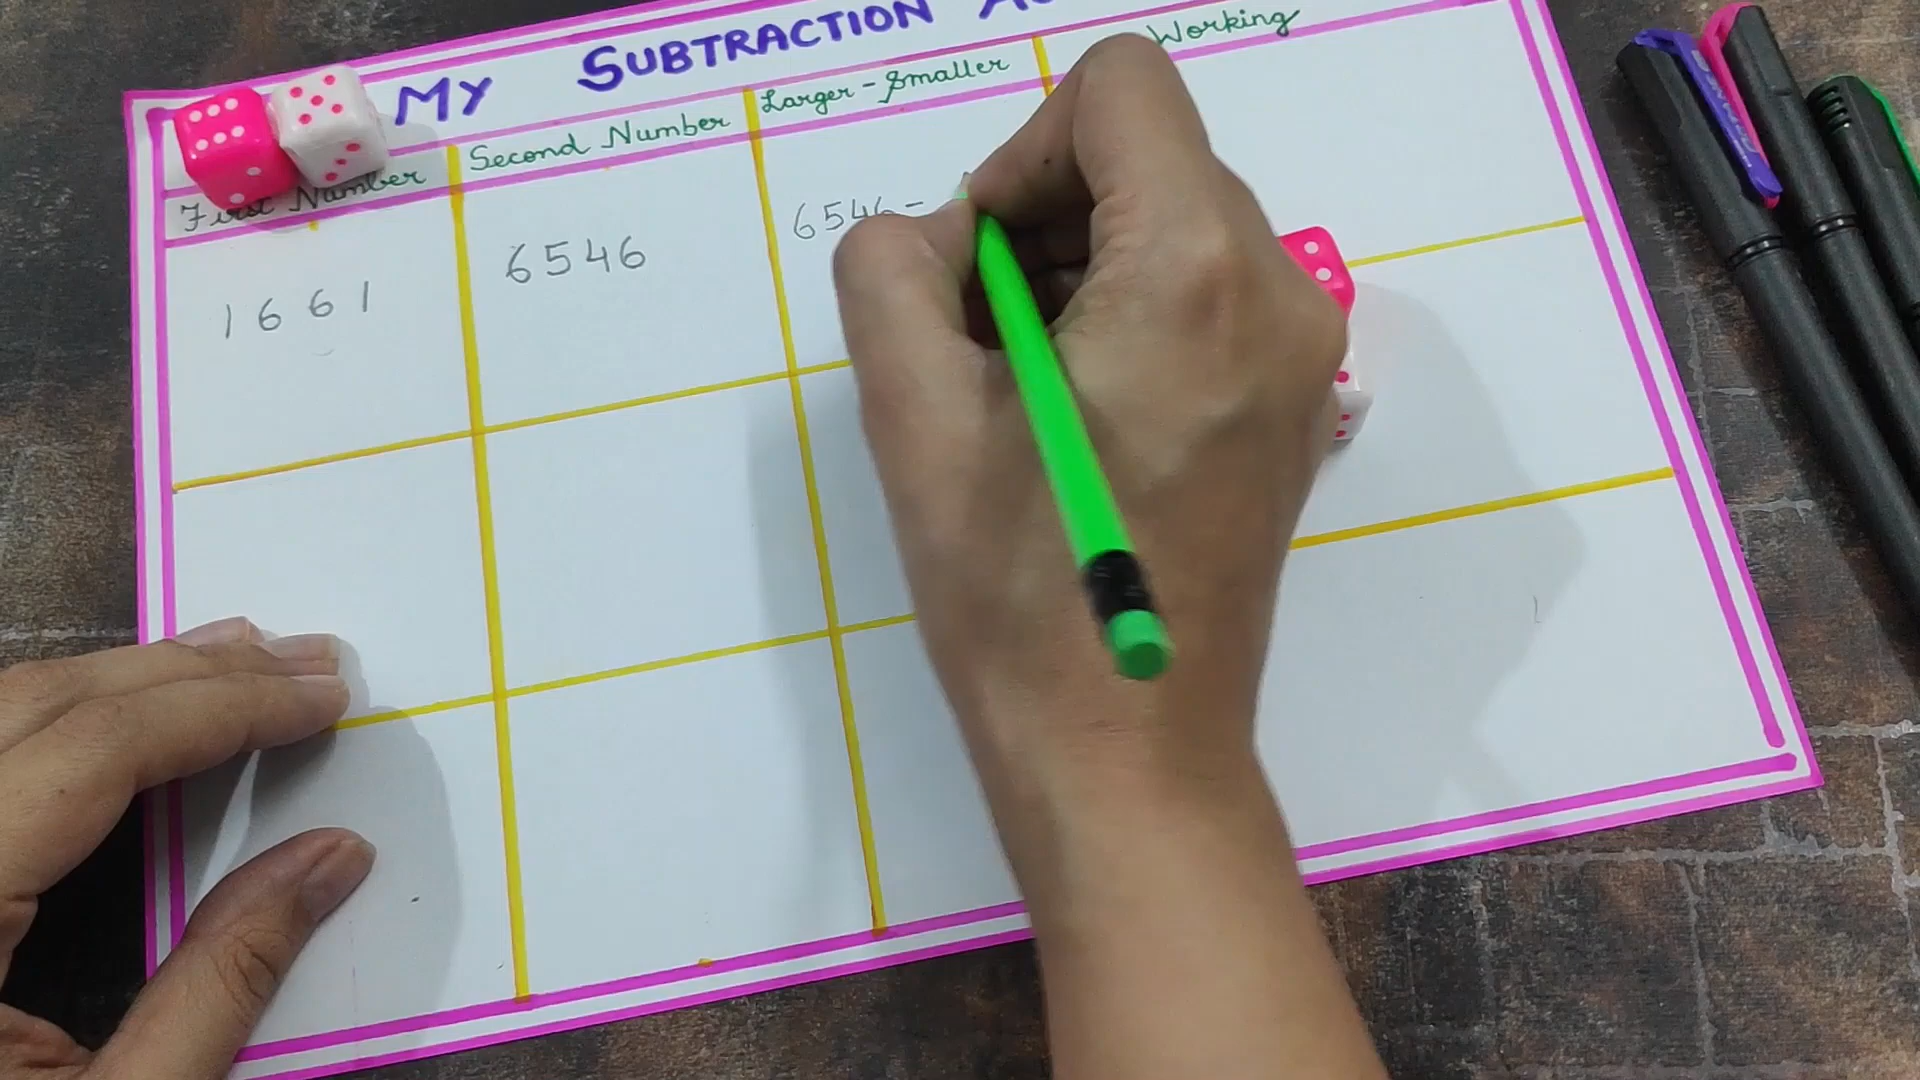 MY SUBTRACTION
First Number Second Number Larger-Smaller Working
1661 6546 6546-